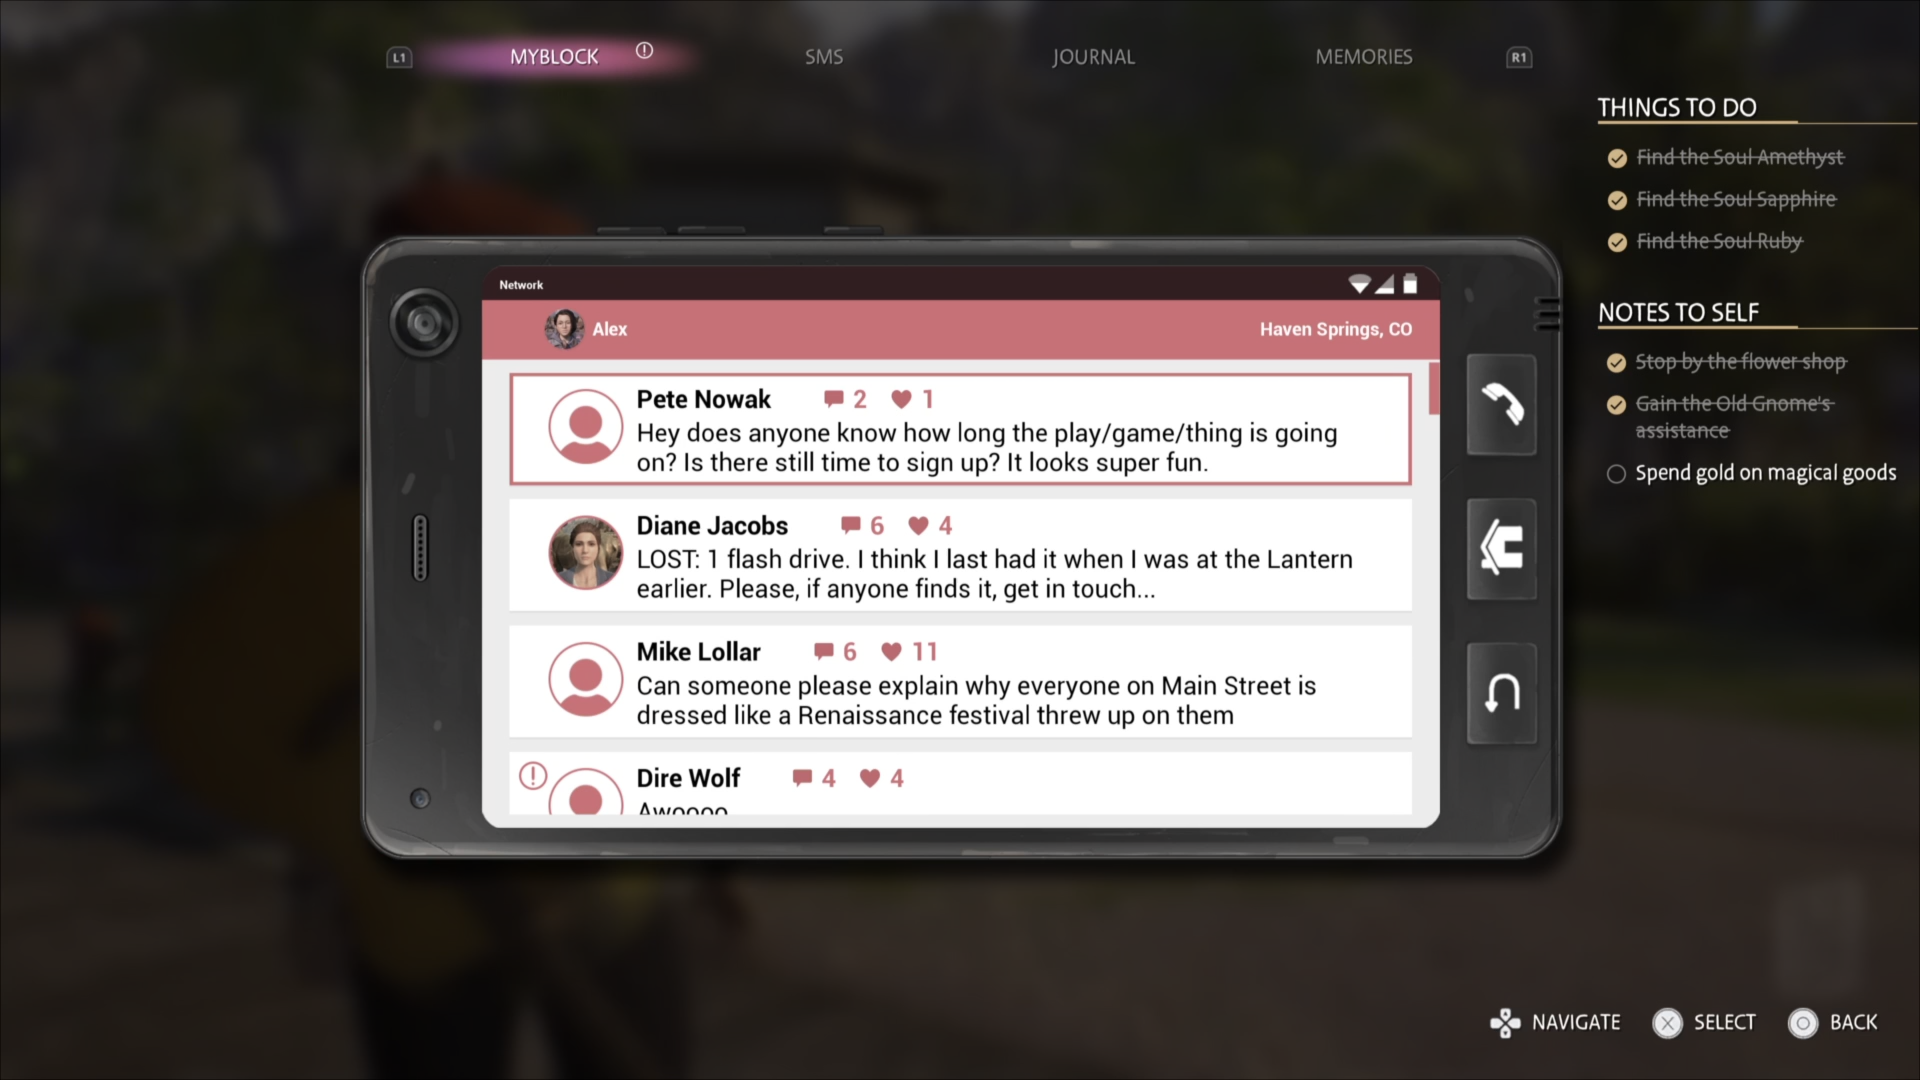 L1
MYBLOCK
SMS
JOURNAL
MEMORIES
R1
THINGS TO DO
Find the Soul Amethyst
Find the Soul Sapphire
Find the Soul Ruby
NOTES TO SELF
Stop by the flower shop
Gain the Old Gnome's
assistance
Spend gold on magical goods
Network
Alex
Haven Springs, CO
Pete Nowak 2 1
Hey does anyone know how long the play/game/thing is going
on? Is there still time to sign up? It looks super fun.
Diane Jacobs 6 4
LOST: 1 flash drive. I think I last had it when I was at the Lantern
earlier. Please, if anyone finds it, get in touch...
Mike Lollar 6 11
Can someone please explain why everyone on Main Street is
dressed like a Renaissance festival threw up on them
Dire Wolf 4 4
Awoooo
NAVIGATE
SELECT
BACK